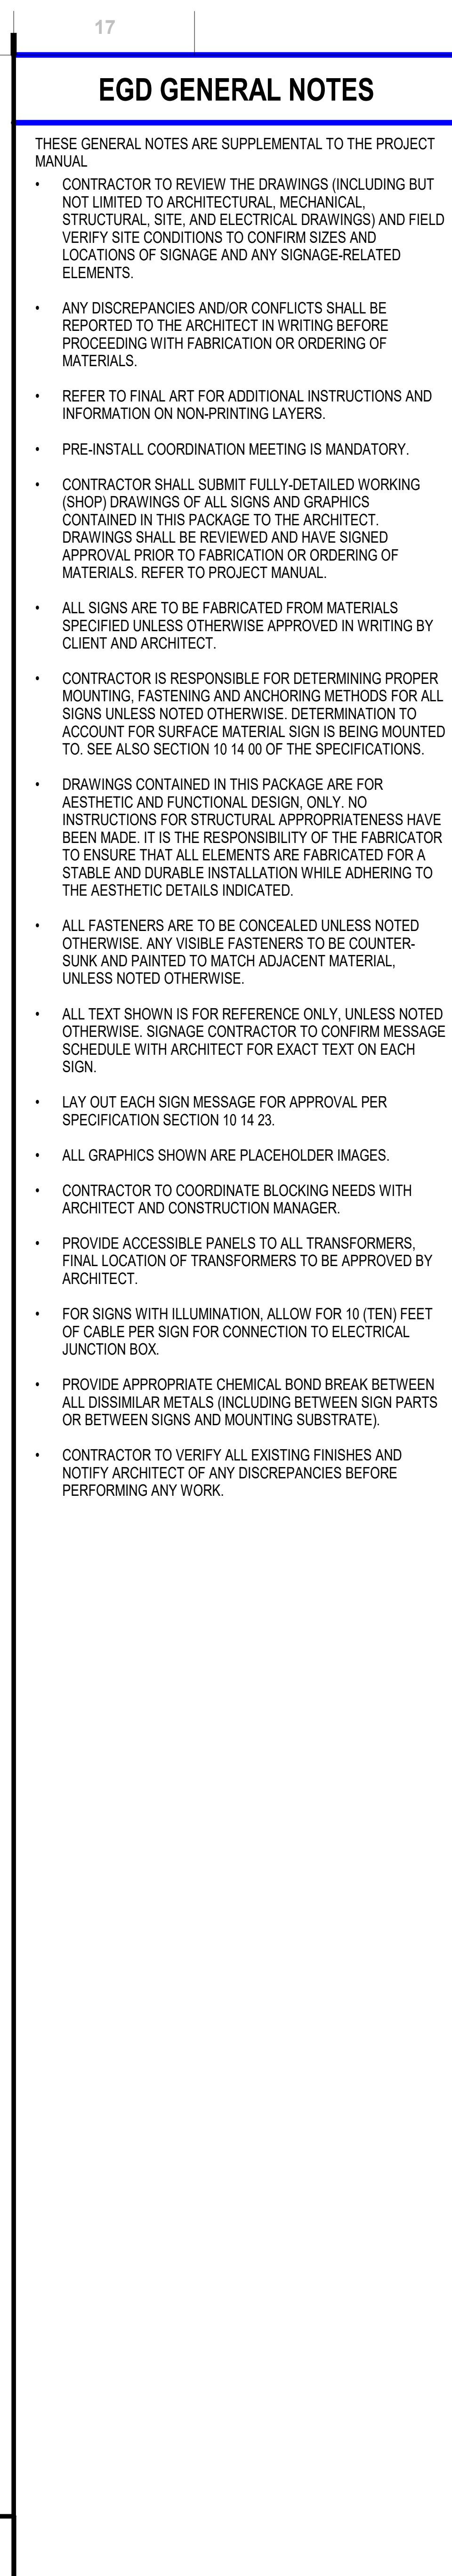 17
EGD GENERAL NOTES
THESE GENERAL NOTES ARE SUPPLEMENTAL TO THE PROJECT
MANUAL
• CONTRACTOR TO REVIEW THE DRAWINGS (INCLUDING BUT
NOT LIMITED TO ARCHITECTURAL, MECHANICAL,
STRUCTURAL, SITE, AND ELECTRICAL DRAWINGS) AND FIELD
VERIFY SITE CONDITIONS TO CONFIRM SIZES AND
LOCATIONS OF SIGNAGE AND ANY SIGNAGE-RELATED
ELEMENTS.
• ANY DISCREPANCIES AND/OR CONFLICTS SHALL BE
REPORTED TO THE ARCHITECT IN WRITING BEFORE
PROCEEDING WITH FABRICATION OR ORDERING OF
MATERIALS.
• REFER TO FINAL ART FOR ADDITIONAL INSTRUCTIONS AND
INFORMATION ON NON-PRINTING LAYERS.
• PRE-INSTALL COORDINATION MEETING IS MANDATORY.
• CONTRACTOR SHALL SUBMIT FULLY-DETAILED WORKING
(SHOP) DRAWINGS OF ALL SIGNS AND GRAPHICS
CONTAINED IN THIS PACKAGE TO THE ARCHITECT.
DRAWINGS SHALL BE REVIEWED AND HAVE SIGNED
APPROVAL PRIOR TO FABRICATION OR ORDERING OF
MATERIALS. REFER TO PROJECT MANUAL.
• ALL SIGNS ARE TO BE FABRICATED FROM MATERIALS
SPECIFIED UNLESS OTHERWISE APPROVED IN WRITING BY
CLIENT AND ARCHITECT.
• CONTRACTOR IS RESPONSIBLE FOR DETERMINING PROPER
MOUNTING, FASTENING AND ANCHORING METHODS FOR ALL
SIGNS UNLESS NOTED OTHERWISE. DETERMINATION TO
ACCOUNT FOR SURFACE MATERIAL SIGN IS BEING MOUNTED
TO. SEE ALSO SECTION 10 14 00 OF THE SPECIFICATIONS.
• DRAWINGS CONTAINED IN THIS PACKAGE ARE FOR
AESTHETIC AND FUNCTIONAL DESIGN, ONLY. NO
INSTRUCTIONS FOR STRUCTURAL APPROPRIATENESS HAVE
BEEN MADE. IT IS THE RESPONSIBILITY OF THE FABRICATOR
TO ENSURE THAT ALL ELEMENTS ARE FABRICATED FOR A
STABLE AND DURABLE INSTALLATION WHILE ADHERING TO
THE AESTHETIC DETAILS INDICATED.
• ALL FASTENERS ARE TO BE CONCEALED UNLESS NOTED
OTHERWISE. ANY VISIBLE FASTENERS TO BE COUNTER-
SUNK AND PAINTED TO MATCH ADJACENT MATERIAL,
UNLESS NOTED OTHERWISE.
• ALL TEXT SHOWN IS FOR REFERENCE ONLY, UNLESS NOTED
OTHERWISE. SIGNAGE CONTRACTOR TO CONFIRM MESSAGE
SCHEDULE WITH ARCHITECT FOR EXACT TEXT ON EACH
SIGN.
• LAY OUT EACH SIGN MESSAGE FOR APPROVAL PER
SPECIFICATION SECTION 10 14 23.
• ALL GRAPHICS SHOWN ARE PLACEHOLDER IMAGES.
• CONTRACTOR TO COORDINATE BLOCKING NEEDS WITH
ARCHITECT AND CONSTRUCTION MANAGER.
• PROVIDE ACCESSIBLE PANELS TO ALL TRANSFORMERS,
FINAL LOCATION OF TRANSFORMERS TO BE APPROVED BY
ARCHITECT.
• FOR SIGNS WITH ILLUMINATION, ALLOW FOR 10 (TEN) FEET
OF CABLE PER SIGN FOR CONNECTION TO ELECTRICAL
JUNCTION BOX.
• PROVIDE APPROPRIATE CHEMICAL BOND BREAK BETWEEN
ALL DISSIMILAR METALS (INCLUDING BETWEEN SIGN PARTS
OR BETWEEN SIGNS AND MOUNTING SUBSTRATE).
• CONTRACTOR TO VERIFY ALL EXISTING FINISHES AND
NOTIFY ARCHITECT OF ANY DISCREPANCIES BEFORE
PERFORMING ANY WORK.